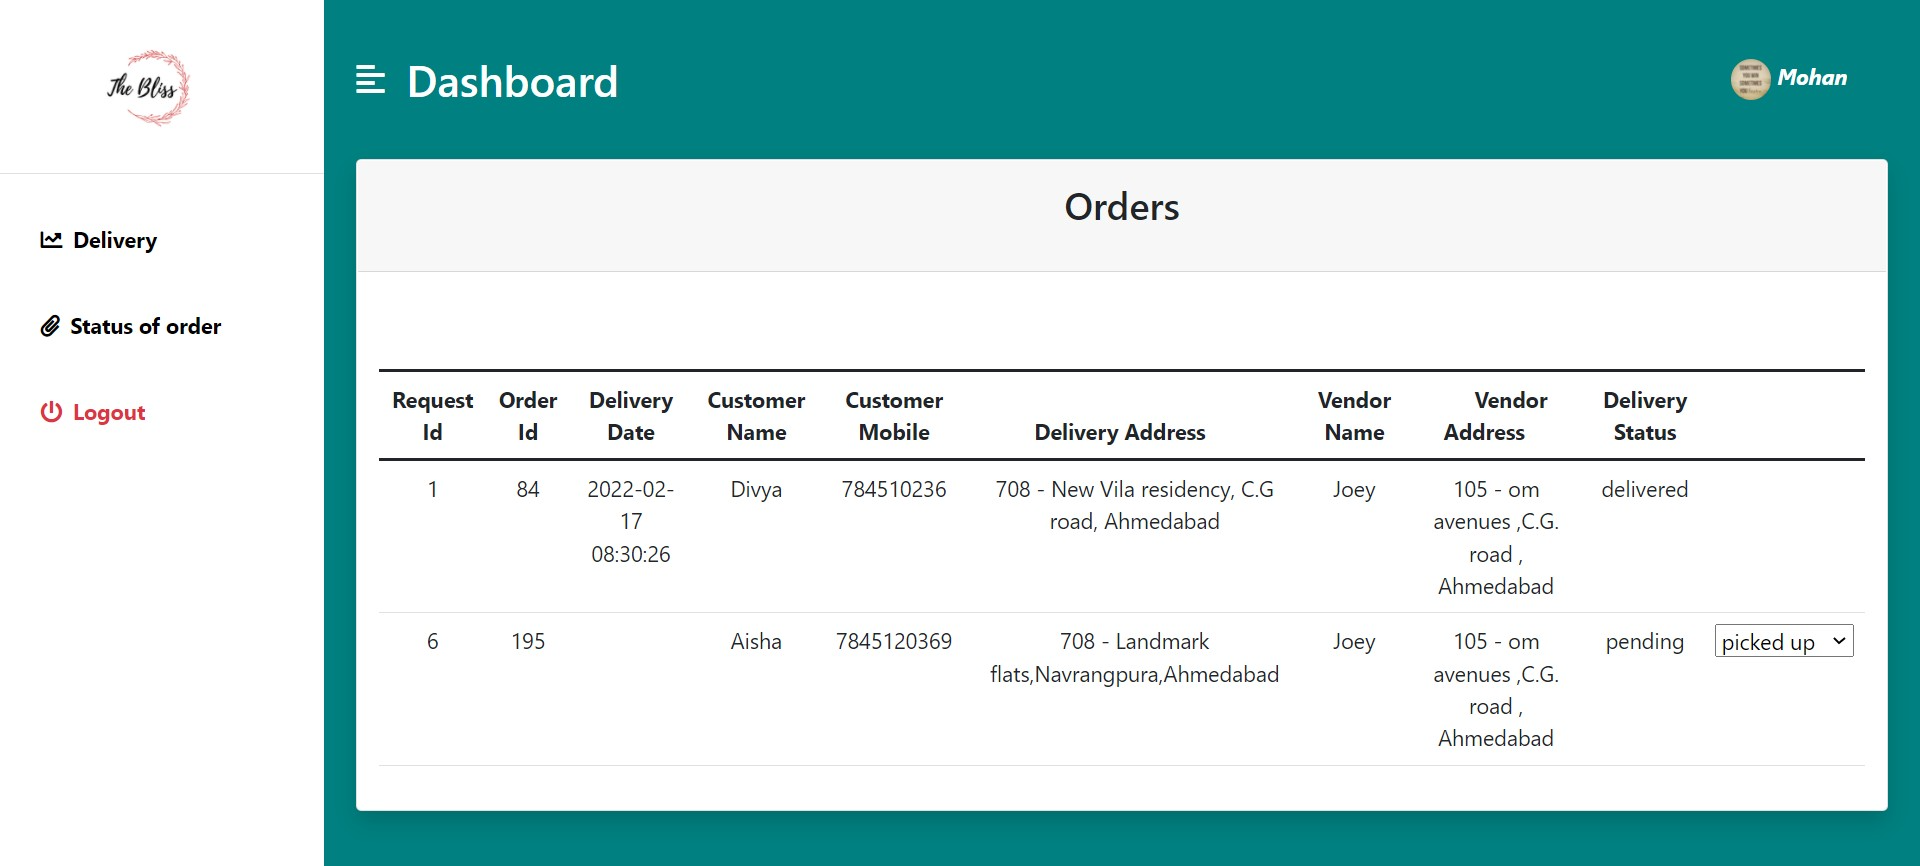 The Bliss
Dashboard
Mohan
Delivery
Status of order
Logout
Orders
Request Id Order Id Delivery Date Customer Name Customer Mobile Delivery Address Vendor Name Vendor Address Delivery Status
1 84 2022-02- Divya 784510236 708 - New Vila residency, C.G Joey 105 - om delivered
17 road, Ahmedabad avenues ,C.G.
08:30:26 road ,
Ahmedabad
6 195 Aisha 7845120369 708 - Landmark Joey 105 - om pending picked up
flats,Navrangpura,Ahmedabad avenues ,C.G.
road ,
Ahmedabad